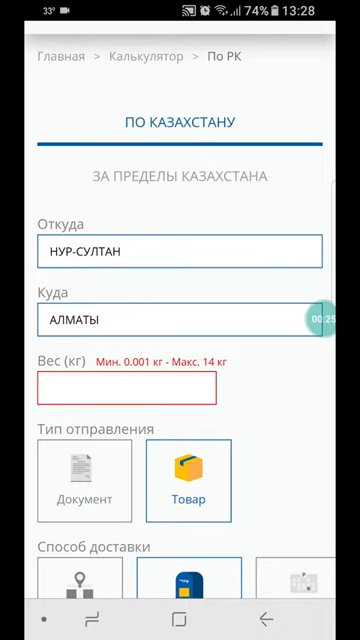 33° 74% 13:28
Главная > Калькулятор > По РК
ПО КАЗАХСТАНУ
ЗА ПРЕДЕЛЫ КАЗАХСТАНА
Откуда
НУР-СУЛТАН
Куда
АЛМАТЫ
00:25
Вес (кг) Мин. 0.001 кг - Макс. 14 кг
Тип отправления
Документ
Товар
Способ доставки